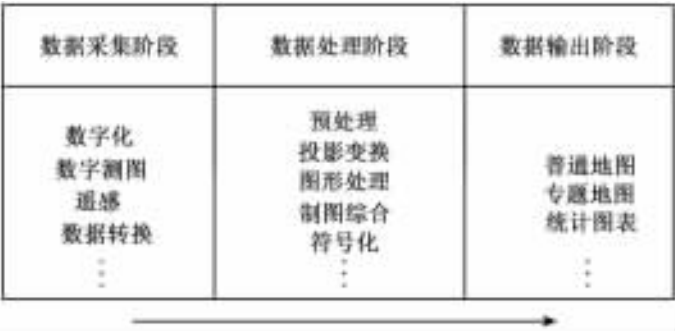 数据采集阶段
数据处理阶段
数据输出阶段
数字化
数字测图
遥感
数据转换
预处理
投影变换
图形处理
制图综合
符号化
普通地图
专题地图
统计图表